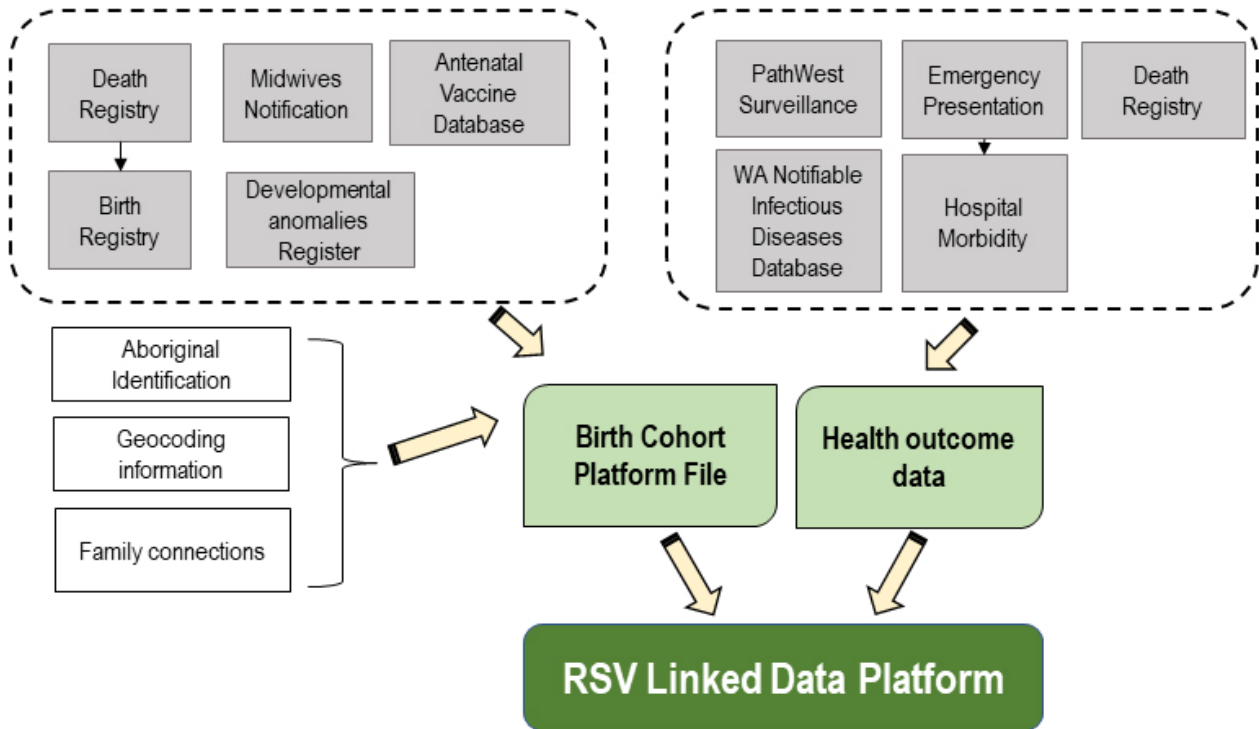 Death
Registry
Midwives
Notification
Antenatal
Vaccine
Database
Birth
Registry
Developmental
anomalies
Register
PathWest
Surveillance
Emergency
Presentation
Death
Registry
WA Notifiable
Infectious
Diseases
Database
Hospital
Morbidity
Aboriginal
Identification
Geocoding
information
Family connections
Birth Cohort
Platform File
Health outcome
data
RSV Linked Data Platform